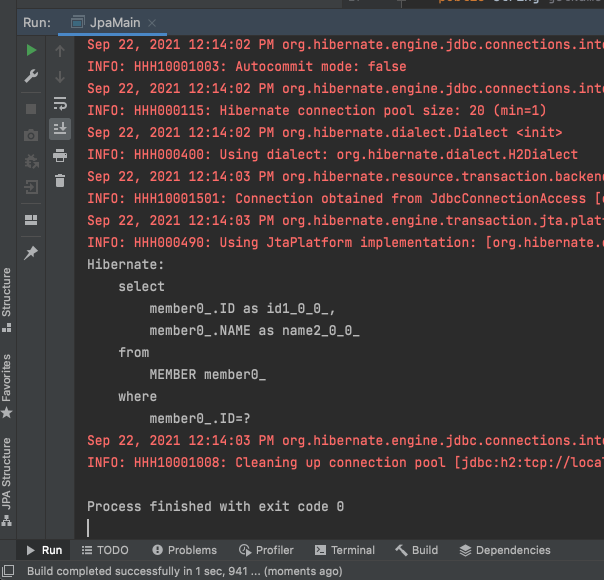 Run: JpaMain ×
Sep 22, 2021 12:14:02 PM org.hibernate.engine.jdbc.connections.inte
INFO: HHH10001003: Autocommit mode: false
Sep 22, 2021 12:14:02 PM org.hibernate.engine.jdbc.connections.inte
INFO: HHH000115: Hibernate connection pool size: 20 (min=1)
Sep 22, 2021 12:14:02 PM org.hibernate.dialect.Dialect <init>
INFO: HHH000400: Using dialect: org.hibernate.dialect.H2Dialect
Sep 22, 2021 12:14:03 PM org.hibernate.resource.transaction.backend
INFO: HHH10001501: Connection obtained from JdbcConnectionAccess [
Sep 22, 2021 12:14:03 PM org.hibernate.engine.transaction.jta.platf
INFO: HHH000490: Using JtaPlatform implementation: [org.hibernate.
Hibernate:
select
member0_.ID as id1_0_0_,
member0_.NAME as name2_0_0_
from
MEMBER member0_
where
member0_.ID=?
Sep 22, 2021 12:14:03 PM org.hibernate.engine.jdbc.connections.inte
INFO: HHH10001008: Cleaning up connection pool [jdbc:h2:tcp://local
Process finished with exit code 0
Structure
Favorites
JPA Structure
Run
TODO
Problems
Profiler
Terminal
Build
Dependencies
Build completed successfully in 1 sec, 941 ... (moments ago)